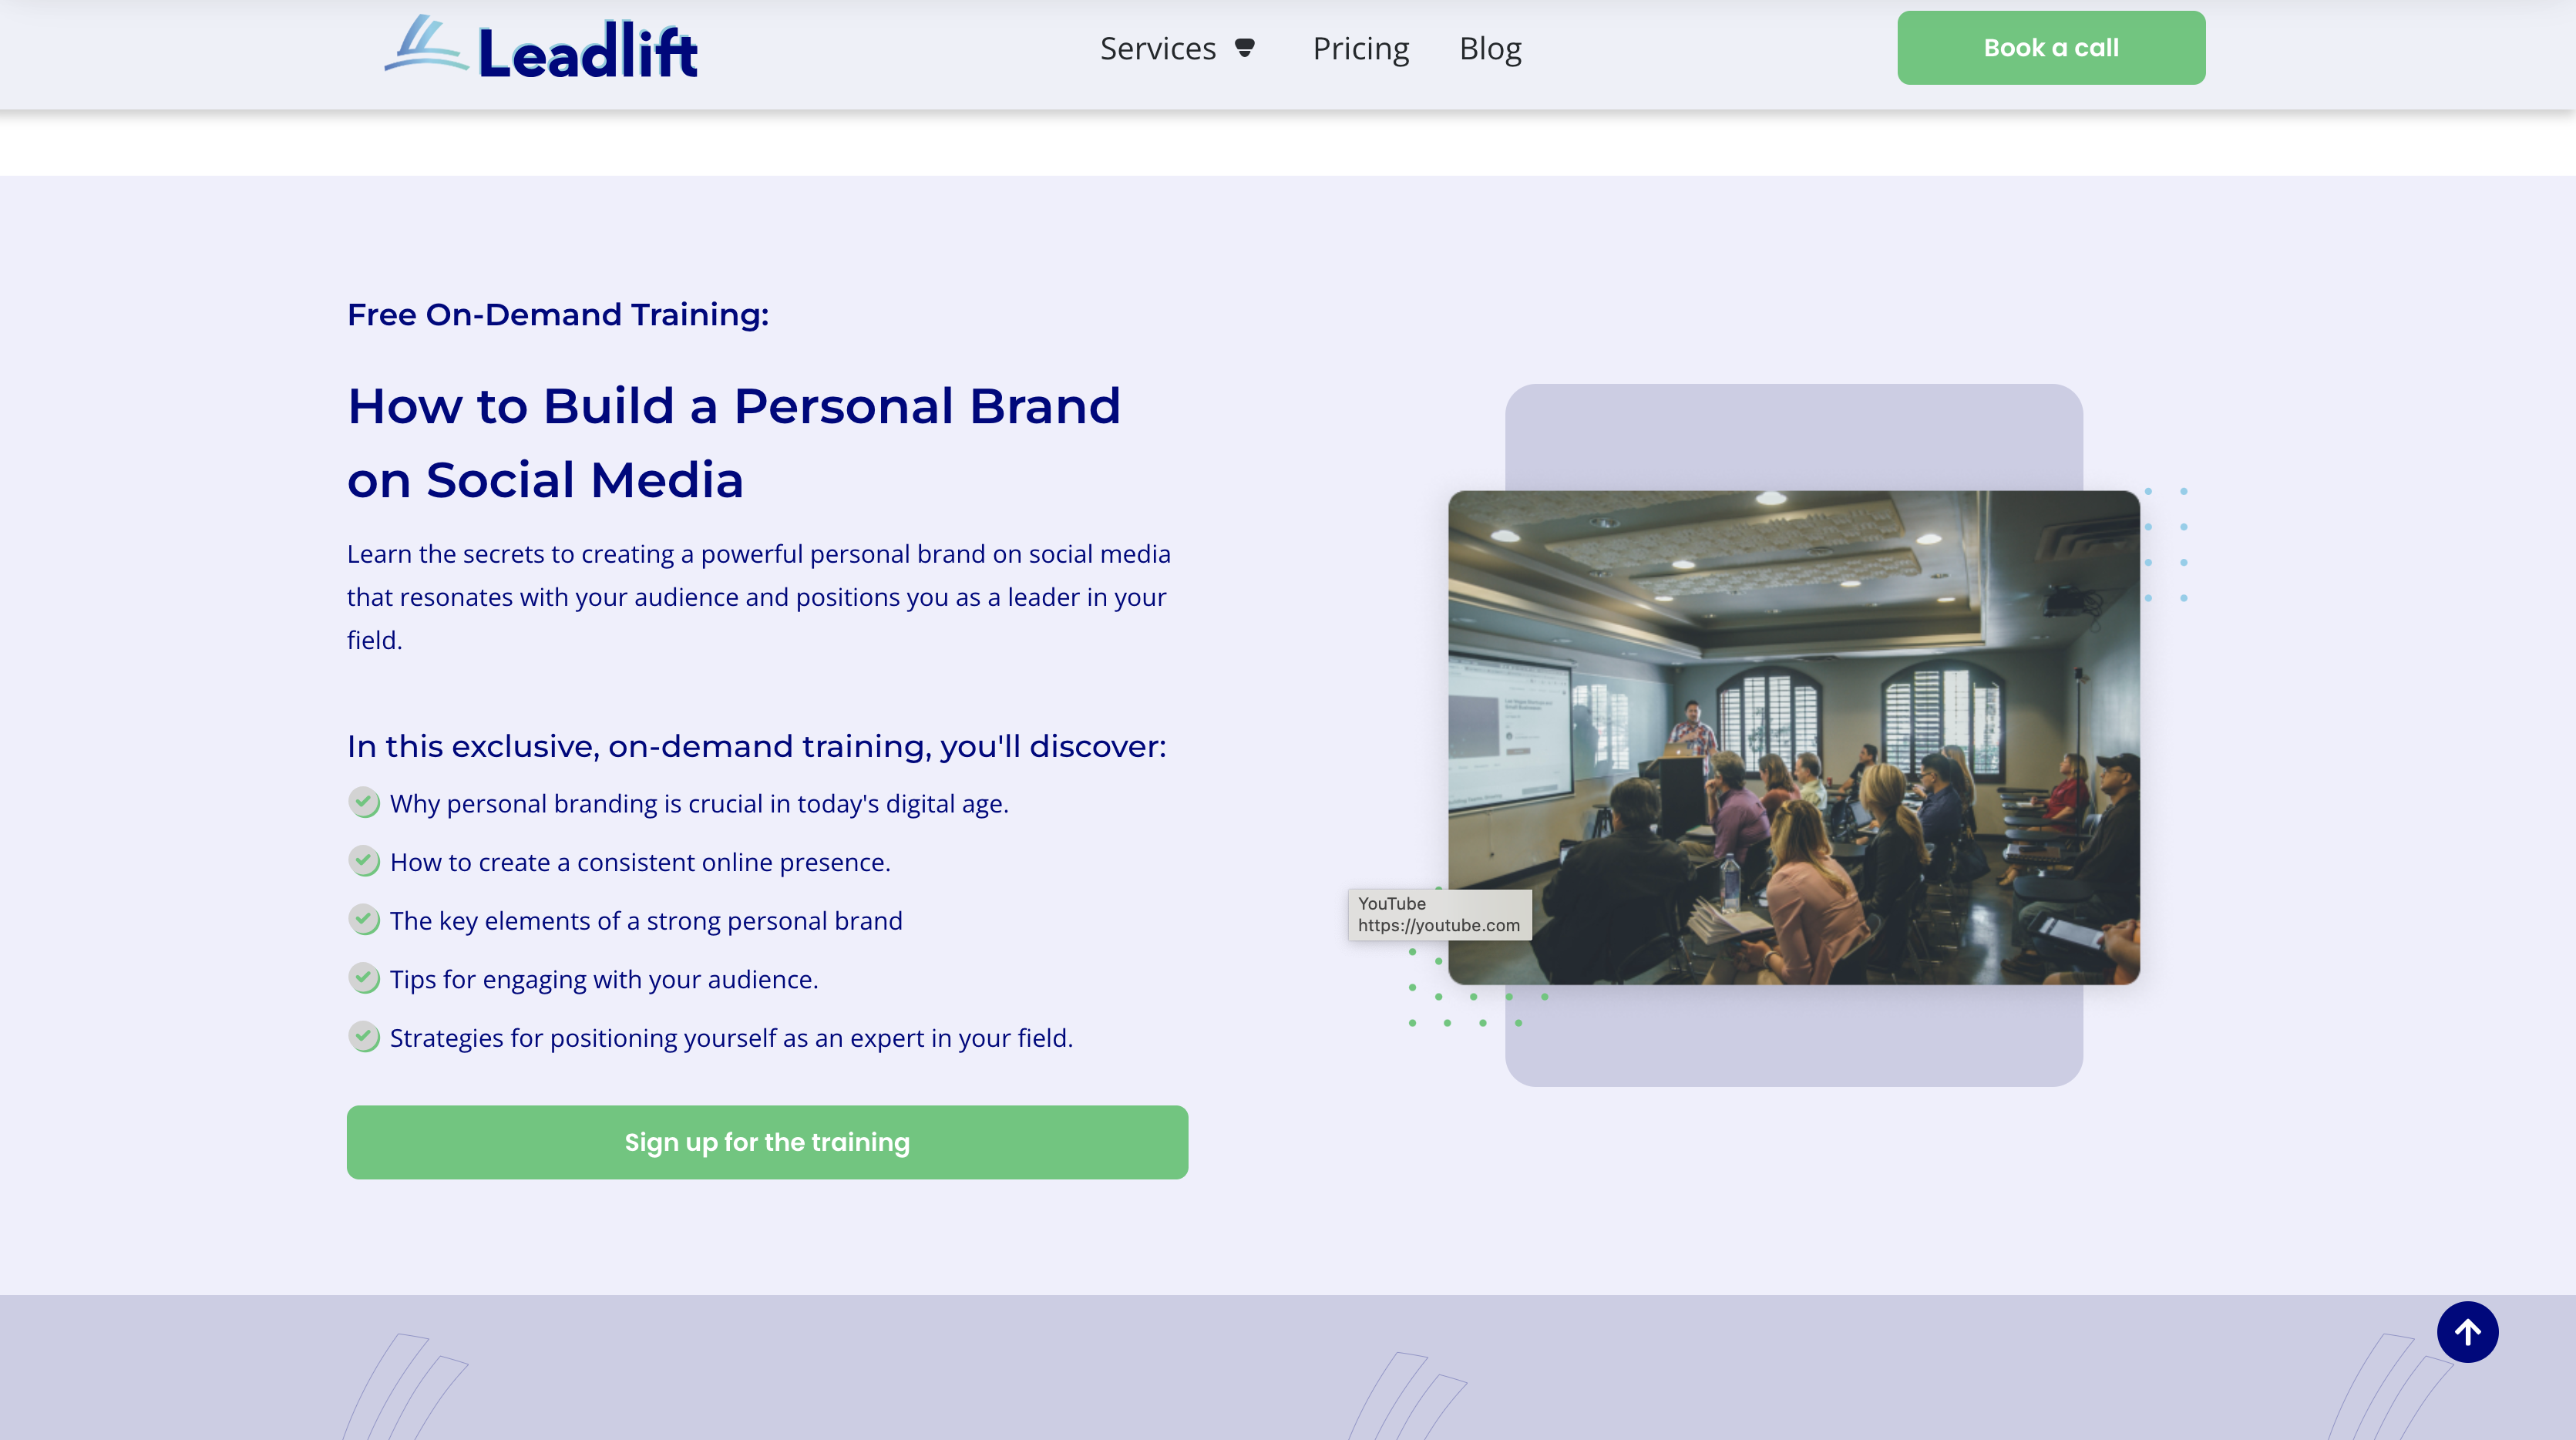 Leadlift
Services
Pricing
Blog
Book a call
Free On-Demand Training:
How to Build a Personal Brand
on Social Media
Learn the secrets to creating a powerful personal brand on social media
that resonates with your audience and positions you as a leader in your
field.
In this exclusive, on-demand training, you'll discover:
Why personal branding is crucial in today's digital age.
How to create a consistent online presence.
The key elements of a strong personal brand
Tips for engaging with your audience.
Strategies for positioning yourself as an expert in your field.
Sign up for the training
YouTube
https://youtube.com